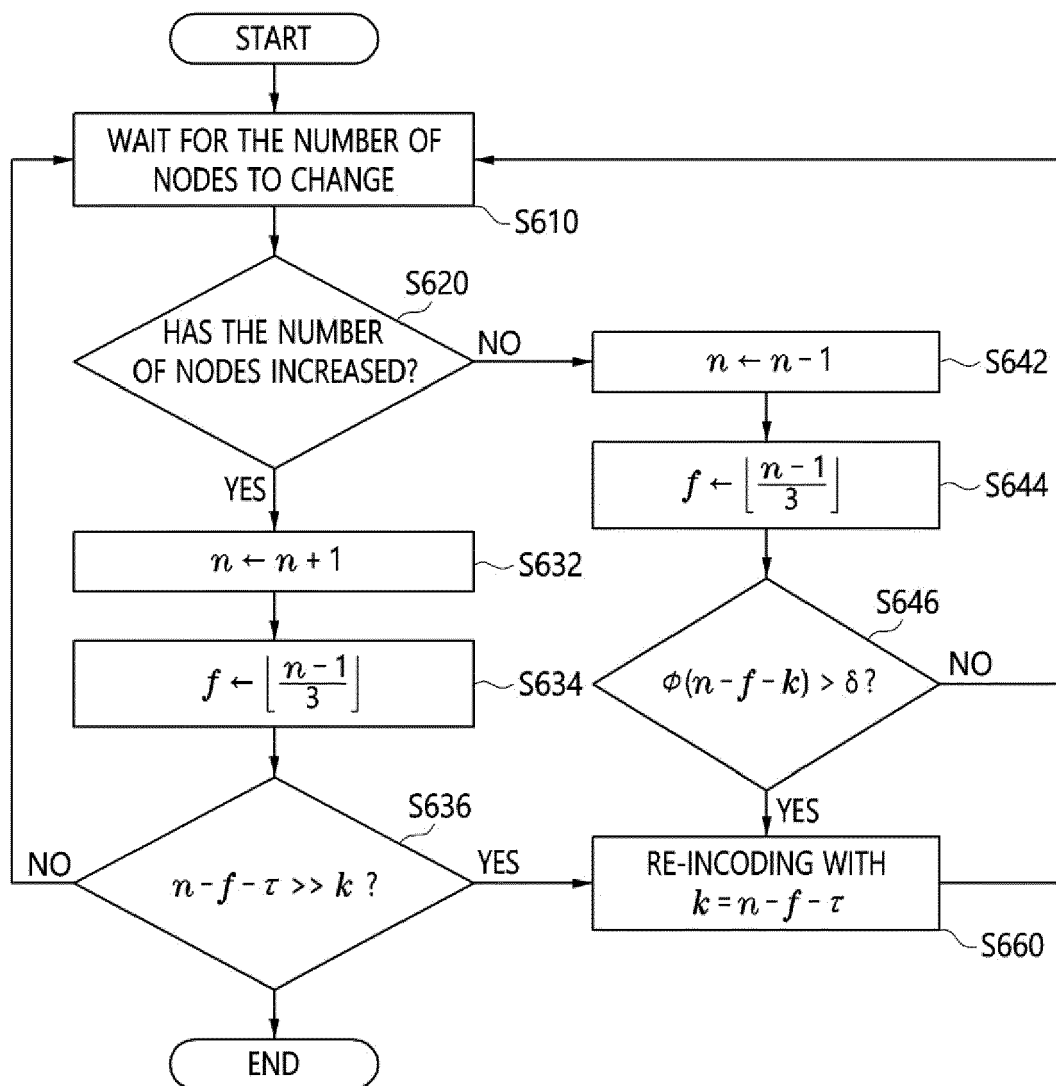 START
WAIT FOR THE NUMBER OF
NODES TO CHANGE
S610
S620
HAS THE NUMBER
OF NODES INCREASED?
NO
YES
n ← n - 1
S642
f ← ⌊(n - 1)/3⌋
S644
n ← n + 1
S632
f ← ⌊(n - 1)/3⌋
S634
S646
ϕ(n - f - k) > δ ?
NO
YES
S636
n - f - τ >> k ?
NO
YES
RE-INCODING WITH
k = n - f - τ
S660
END